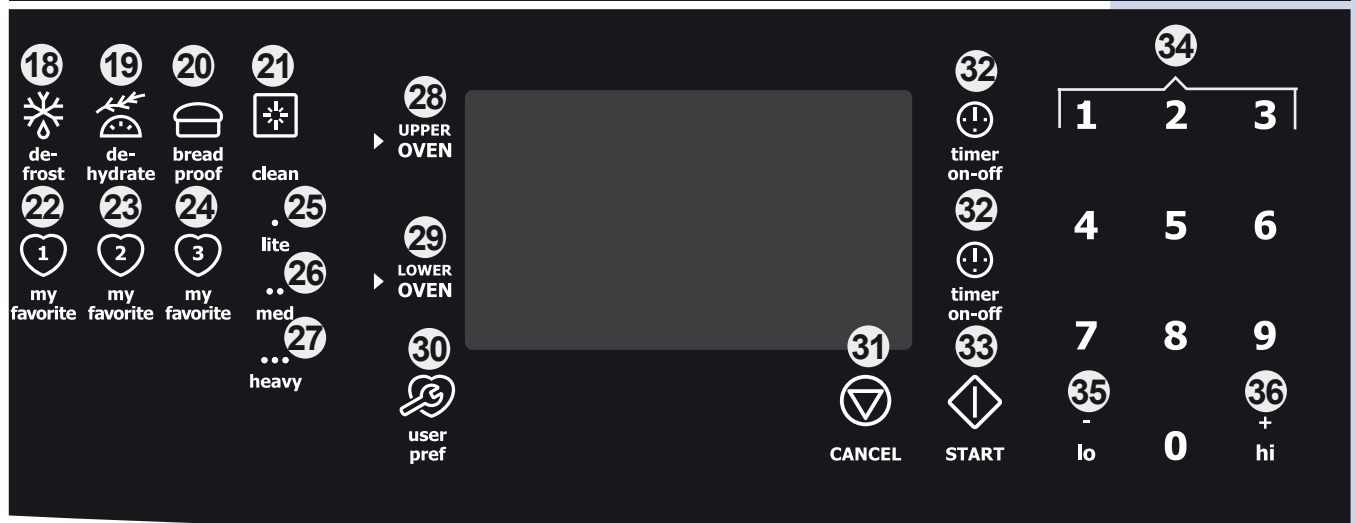 18 19 20 21
de-
frost
de-
hydrate
bread
proof
clean
22 23 24 25
1 2 3
lite
my
favorite
my
favorite
my
favorite
26
med
27
heavy
28
UPPER
OVEN
29
LOWER
OVEN
30
user
pref
31
CANCEL
32
timer
on-off
32
timer
on-off
33
START
34
1 2 3
4 5 6
7 8 9
35 36
- +
lo 0 hi